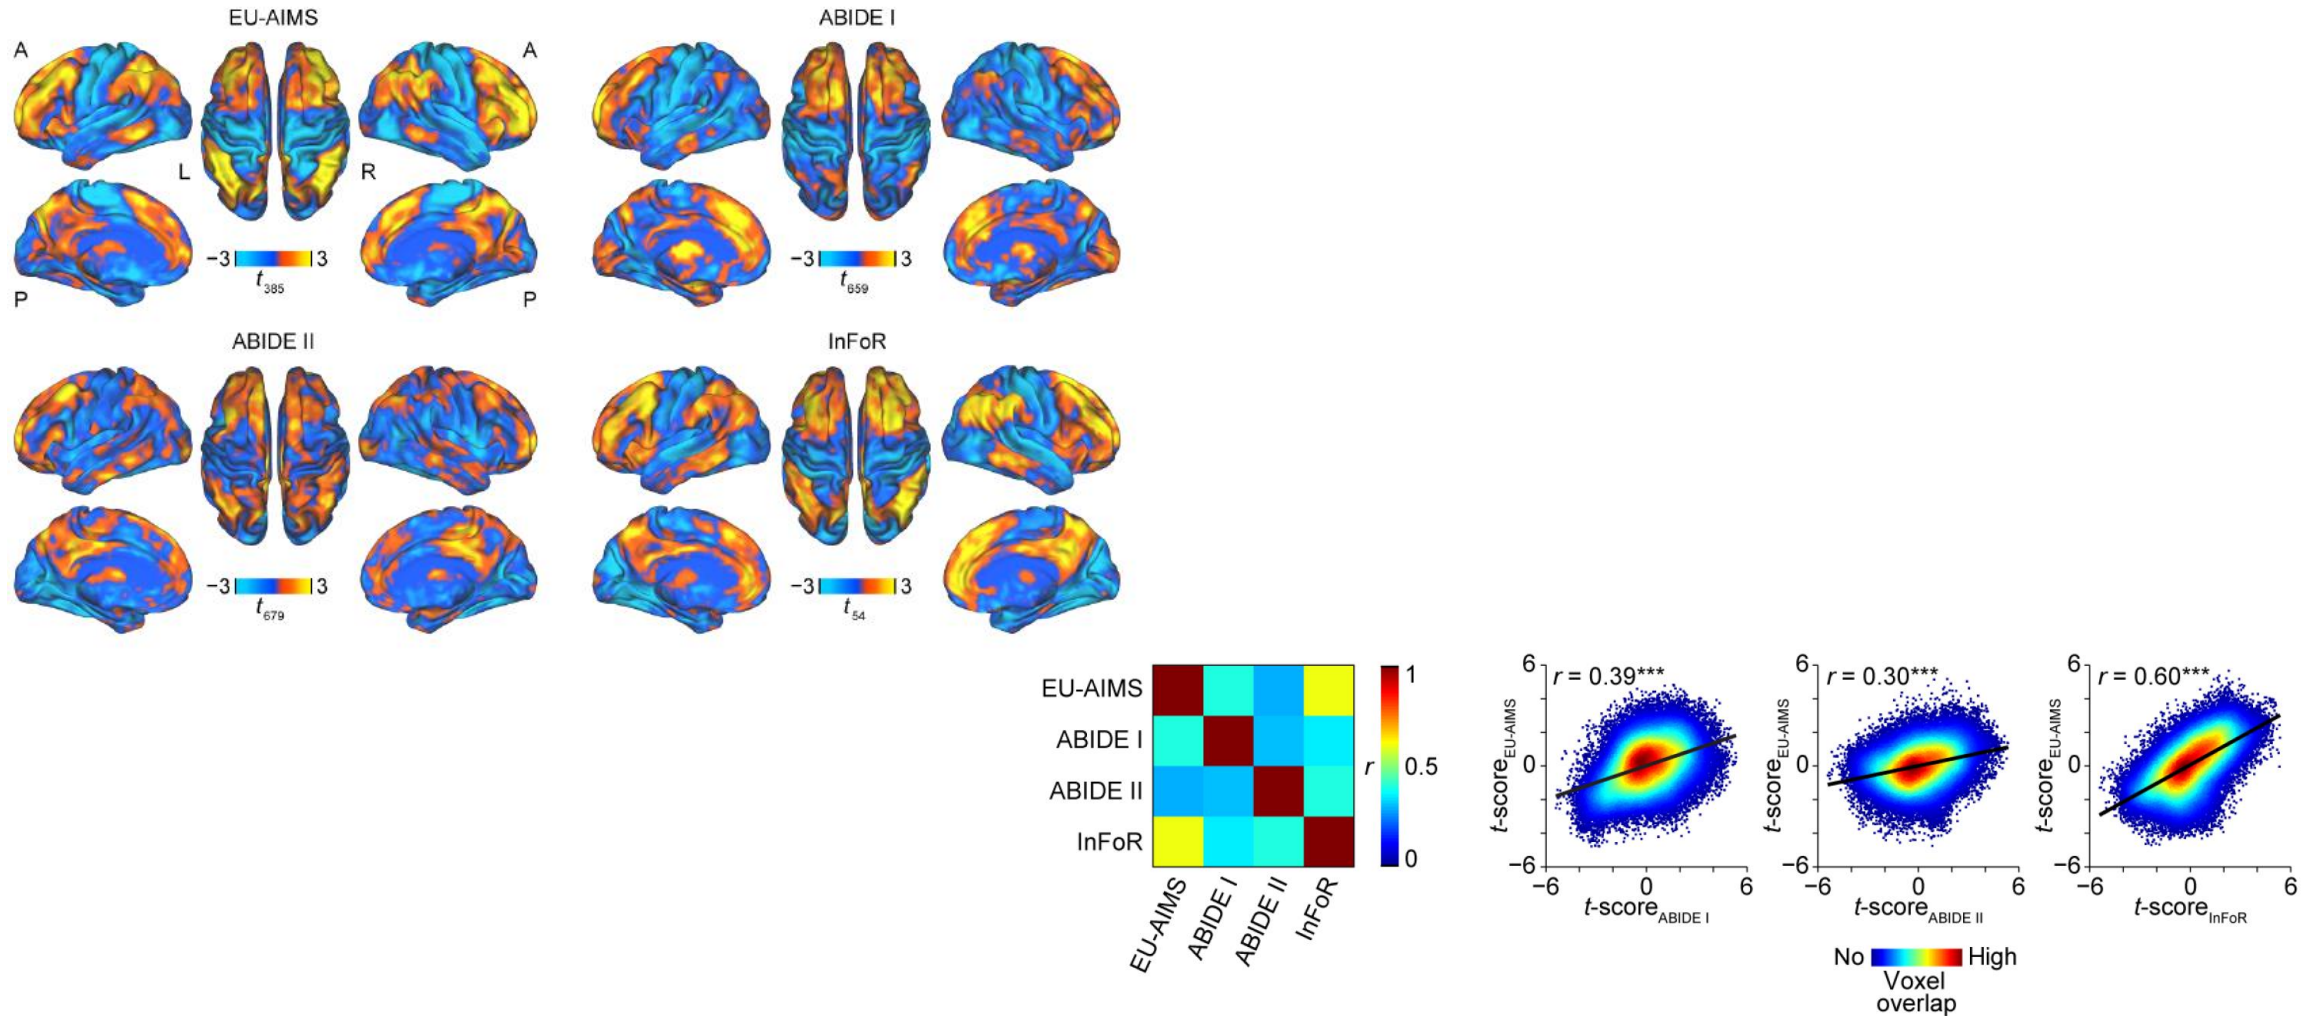 EU-AIMS
A
A
L
R
−3 3
t385
P
P
ABIDE I
−3 3
t659
ABIDE II
−3 3
t679
InFoR
−3 3
t54
EU-AIMS
ABIDE I
ABIDE II
InFoR
EU-AIMS
ABIDE I
ABIDE II
InFoR
1
r
0.5
0
6
r = 0.39***
t-scoreEU-AIMS
0
−6
−6 0 6
t-scoreABIDE I
6
r = 0.30***
t-scoreEU-AIMS
0
−6
−6 0 6
t-scoreABIDE II
6
r = 0.60***
t-scoreEU-AIMS
0
−6
−6 0 6
t-scoreInFoR
No High
Voxel
overlap